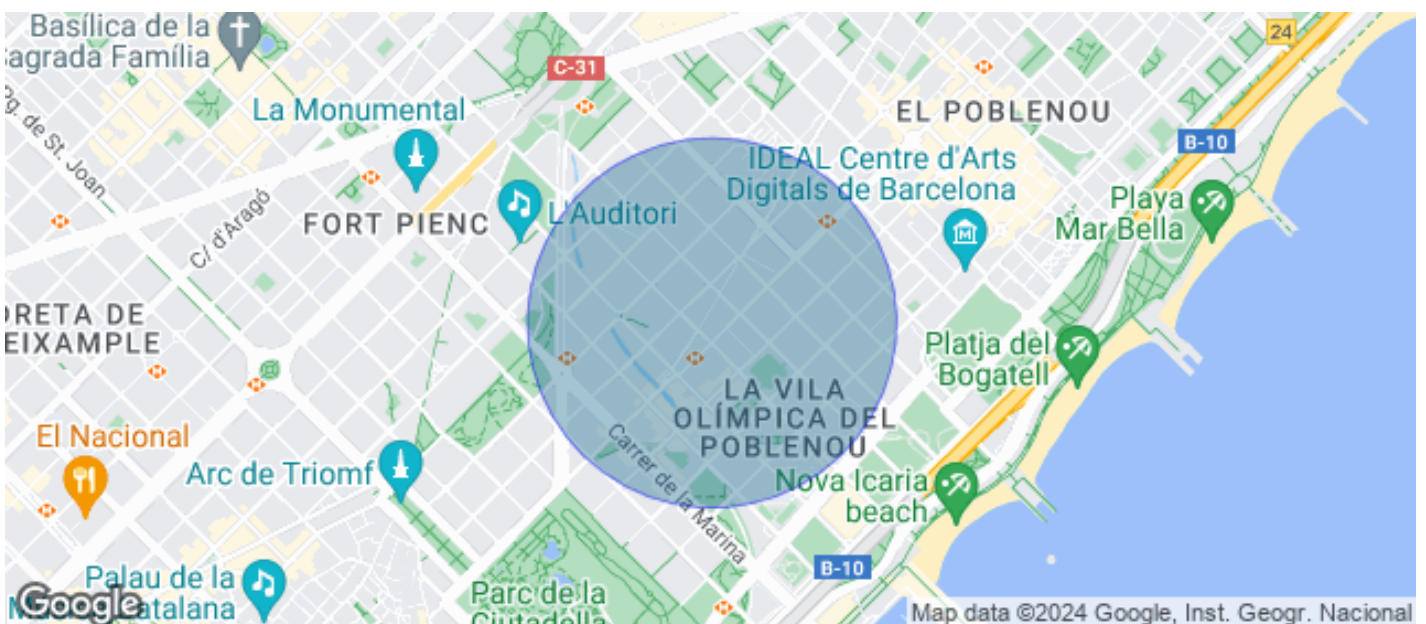 Basílica de la
Sagrada Família
24
C-31
La Monumental
EL POBLENOU
Pg. de St. Joan
B-10
IDEAL Centre d'Arts
Digitals de Barcelona
Playa
Mar Bella
L'Auditori
FORT PIENC
C/ d'Aragó
DRETA DE
L'EIXAMPLE
Platja del
Bogatell
LA VILA
OLÍMPICA DEL
POBLENOU
El Nacional
Arc de Triomf
Carrer de la Marina
Nova Icaria
beach
B-10
Palau de la
Música Catalana
Parc de la
Ciutadella
Google
Map data ©2024 Google, Inst. Geogr. Nacional